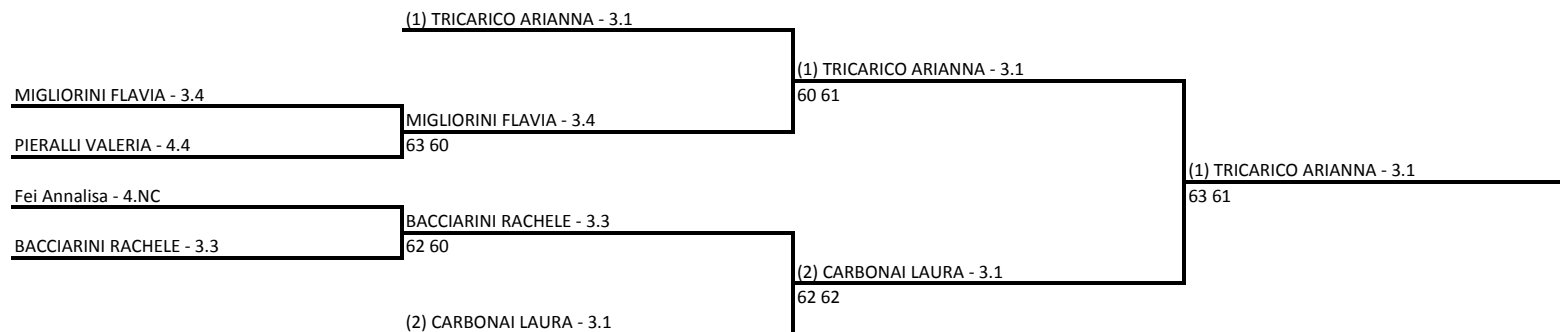 (1) TRICARICO ARIANNA - 3.1
(1) TRICARICO ARIANNA - 3.1
MIGLIORINI FLAVIA - 3.4
60 61
MIGLIORINI FLAVIA - 3.4
PIERALLI VALERIA - 4.4
63 60
(1) TRICARICO ARIANNA - 3.1
Fei Annalisa - 4.NC
63 61
BACCIARINI RACHELE - 3.3
BACCIARINI RACHELE - 3.3
62 60
(2) CARBONAI LAURA - 3.1
62 62
(2) CARBONAI LAURA - 3.1